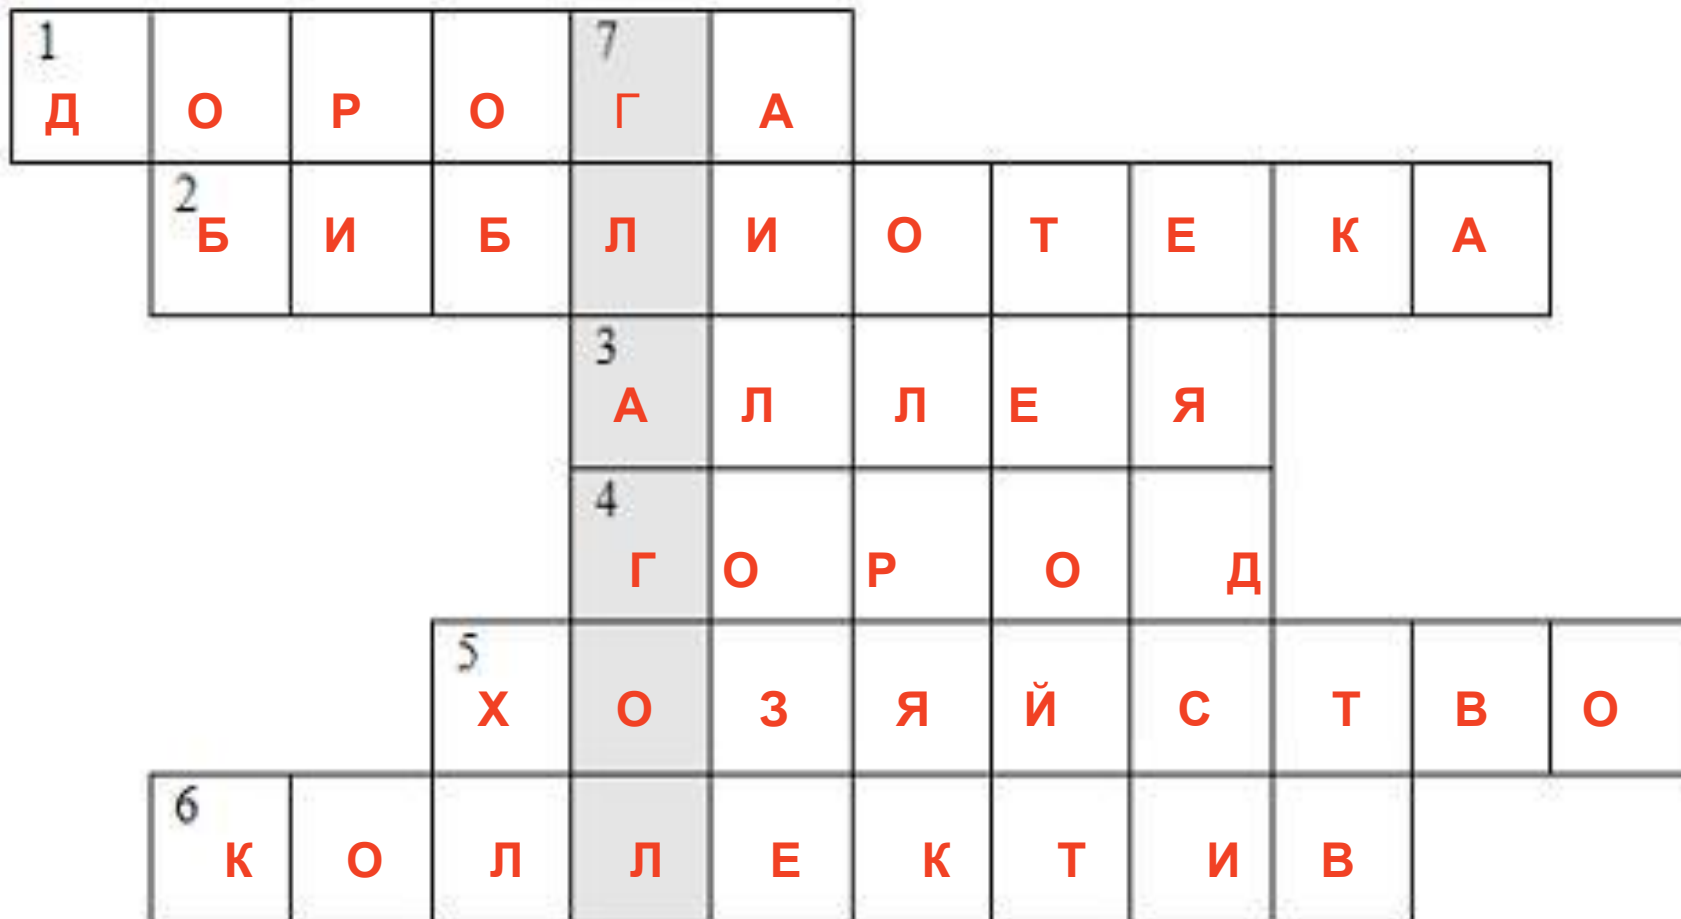 1 7
Д О Р О Г А
2 Б И Б Л И О Т Е К А
3
А Л Л Е Я
4
Г О Р О Д
5
Х О З Я Й С Т В О
6
К О Л Л Е К Т И В